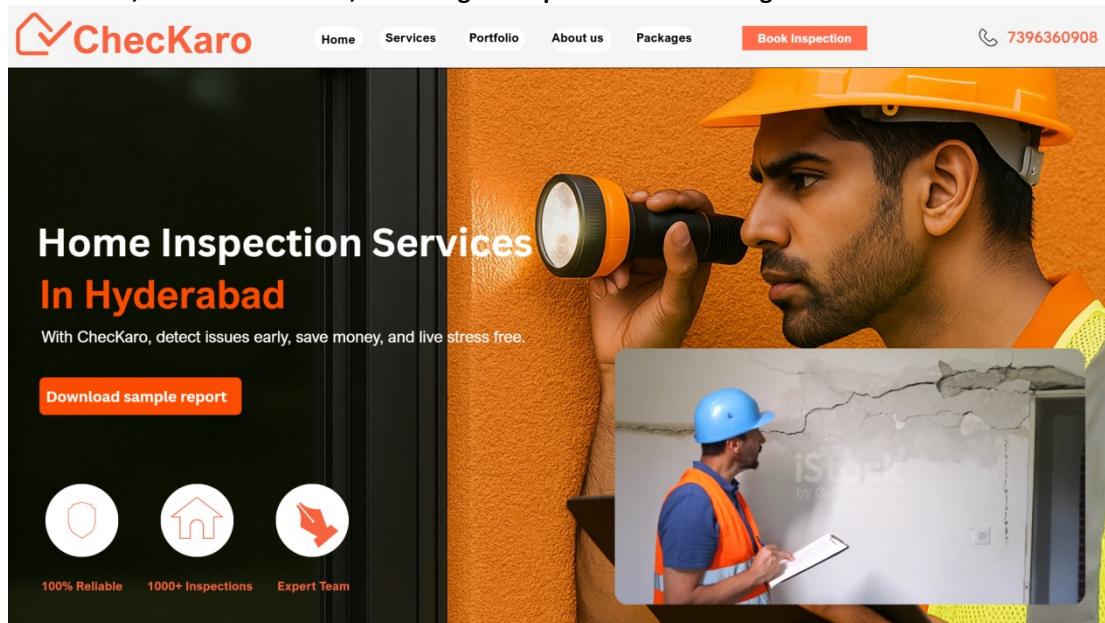 ChecKaro
Home Services Portfolio About us Packages Book Inspection 7396360908
Home Inspection Services
In Hyderabad
With ChecKaro, detect issues early, save money, and live stress free.
Download sample report
iStock
100% Reliable 1000+ Inspections Expert Team